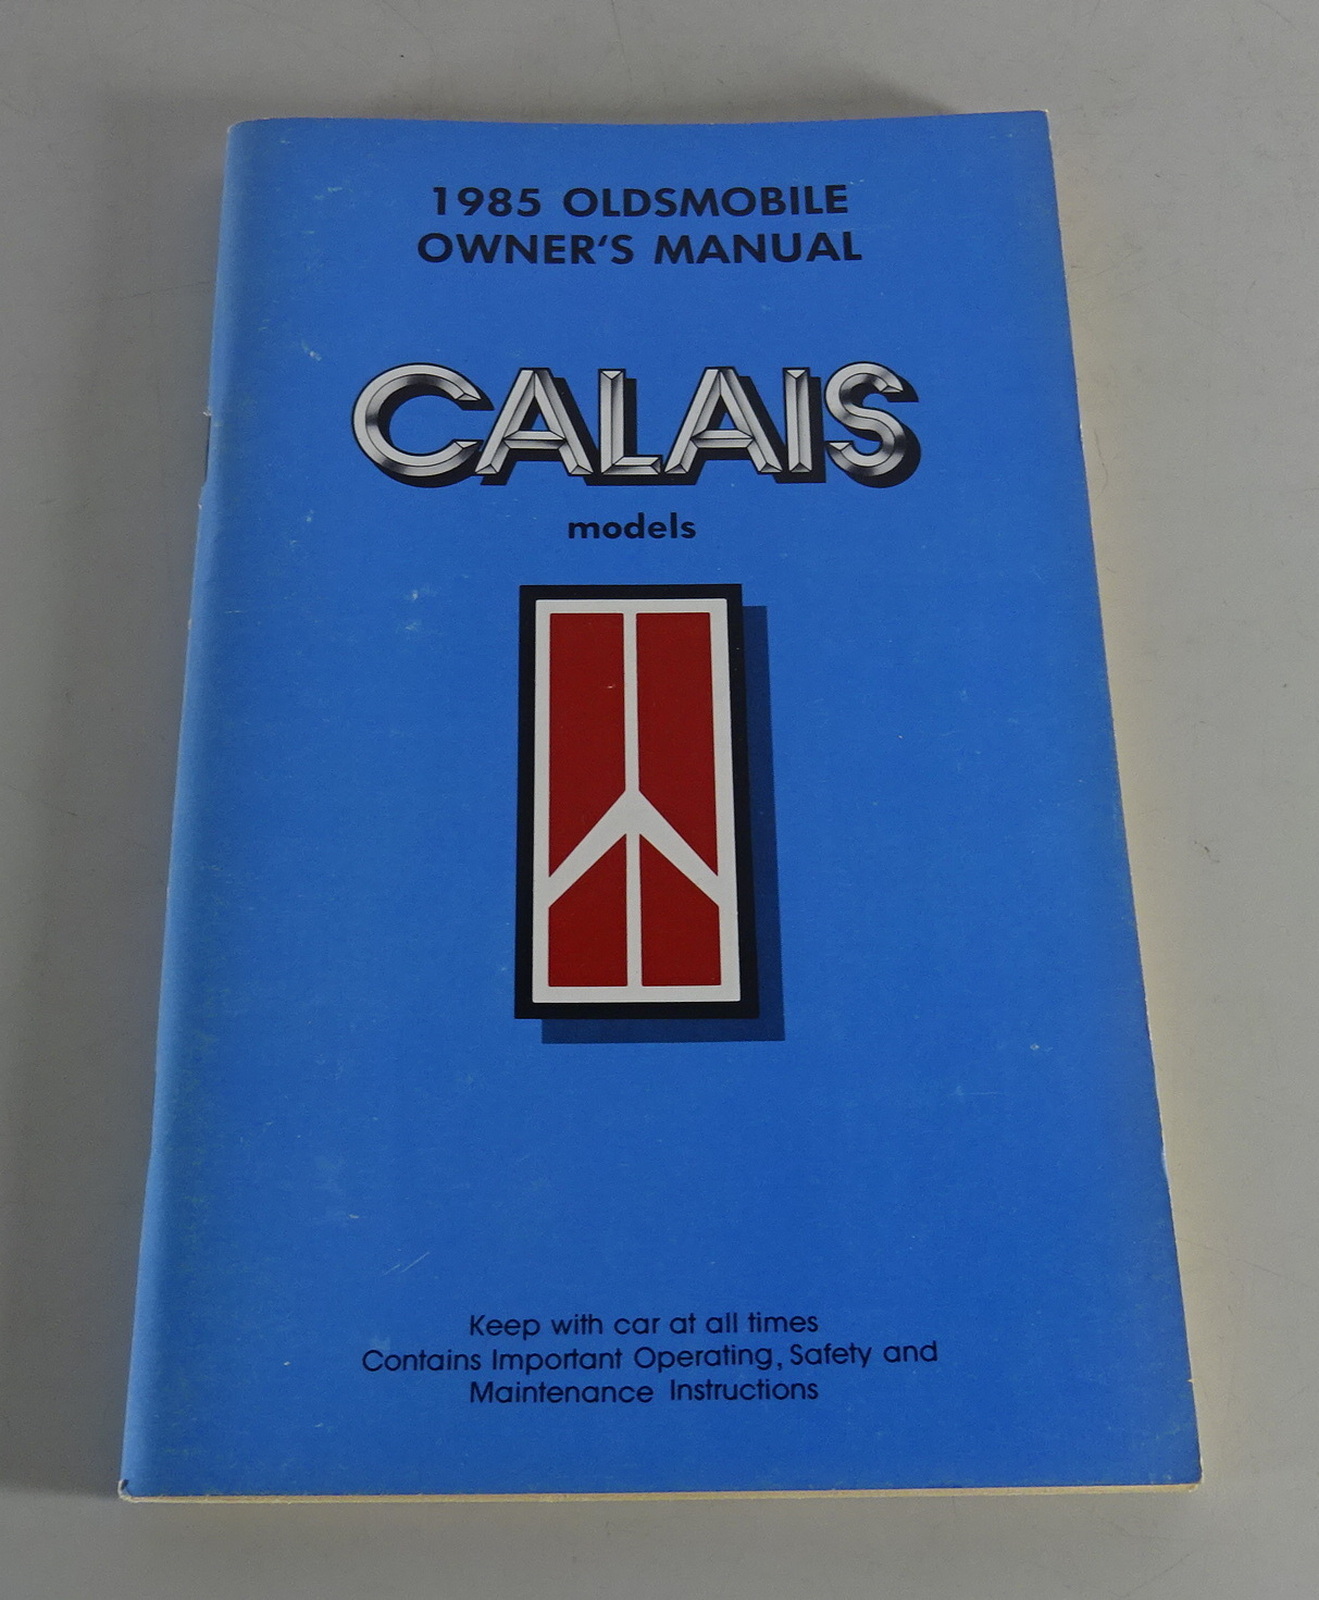 1985 OLDSMOBILE
OWNER'S MANUAL
CALAIS
models
Keep with car at all times
Contains Important Operating, Safety and
Maintenance Instructions